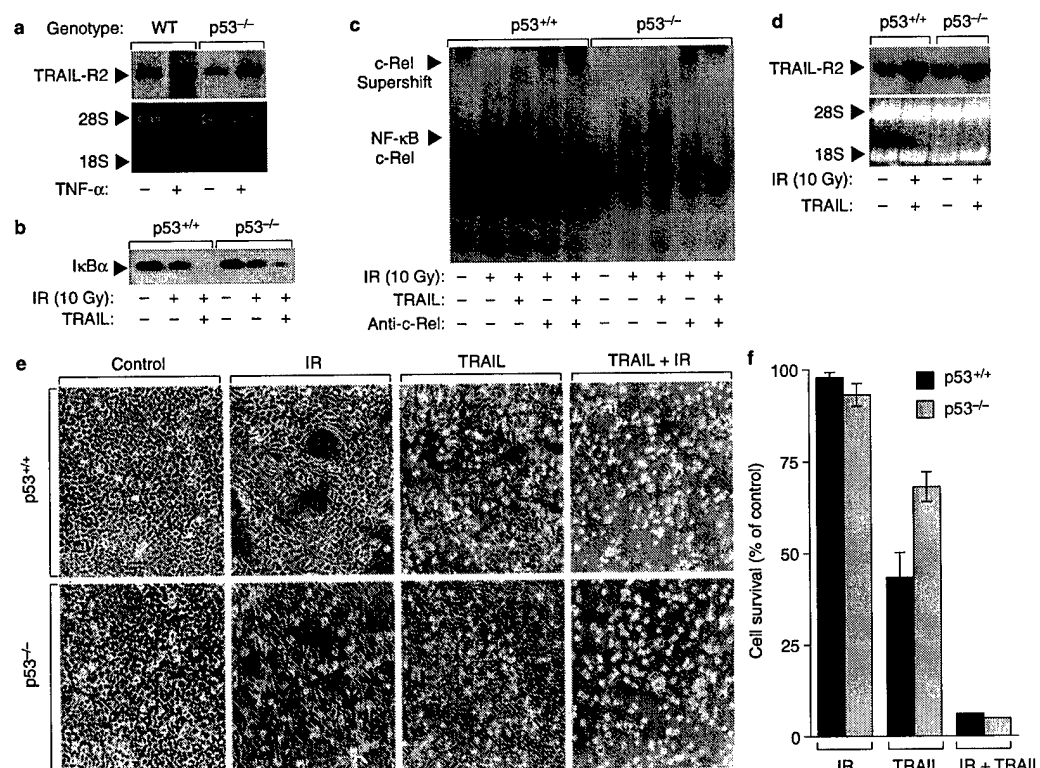 a Genotype: WT p53–/–
TRAIL-R2
28S
18S
TNF-α: – + – +
b p53+/+ p53–/–
IκBα
IR (10 Gy): – + + – + +
TRAIL: – – + – – +
c p53+/+ p53–/–
c-Rel
Supershift
NF-κB
c-Rel
IR (10 Gy): – + + + + – + + + +
TRAIL: – – + – + – – + – +
Anti-c-Rel: – – – + + – – – + +
d p53+/+ p53–/–
TRAIL-R2
28S
18S
IR (10 Gy): – + – +
TRAIL: – + – +
e Control IR TRAIL TRAIL + IR
p53+/+
p53–/–
f
p53+/+
p53–/–
Cell survival (% of control)
100
75
50
25
0
IR TRAIL IR + TRAIL